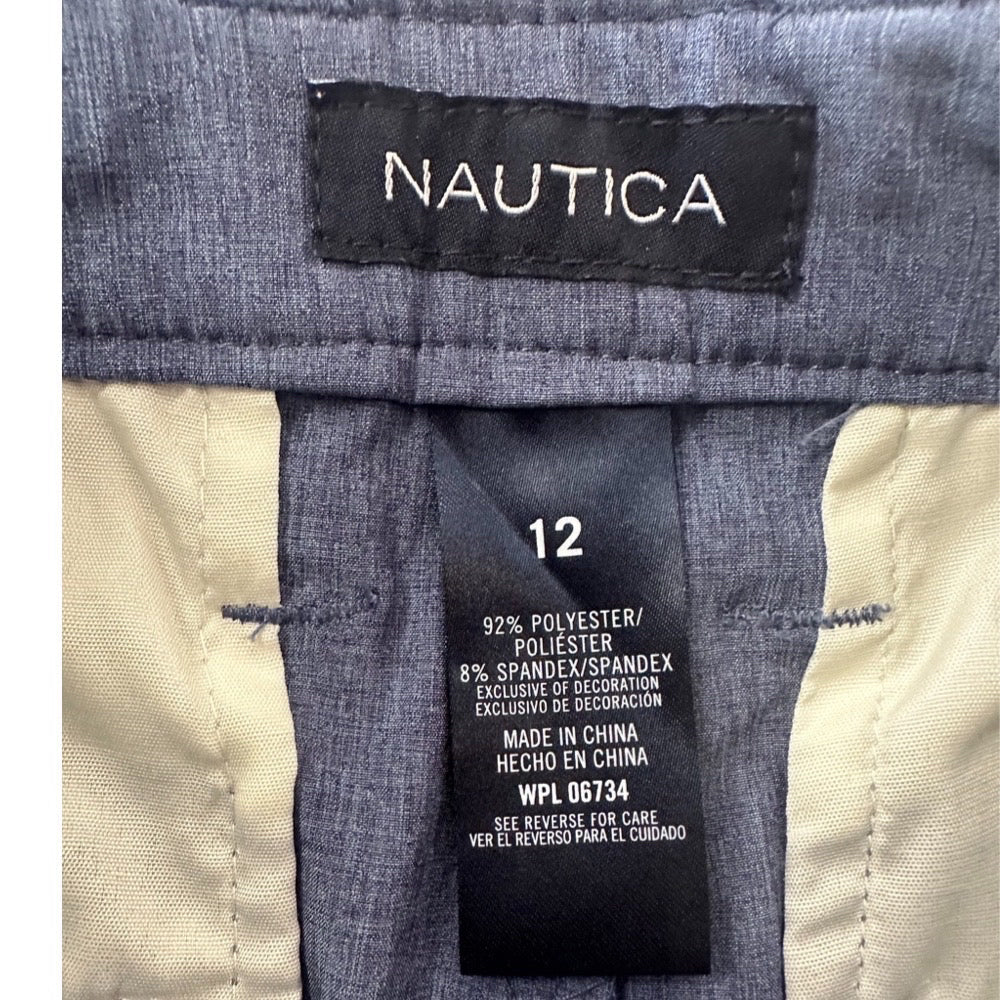 NAUTICA
12
92% POLYESTER/
POLIÉSTER
8% SPANDEX/SPANDEX
EXCLUSIVE OF DECORATION
EXCLUSIVO DE DECORACIÓN
MADE IN CHINA
HECHO EN CHINA
WPL 06734
SEE REVERSE FOR CARE
VER EL REVERSO PARA EL CUIDADO